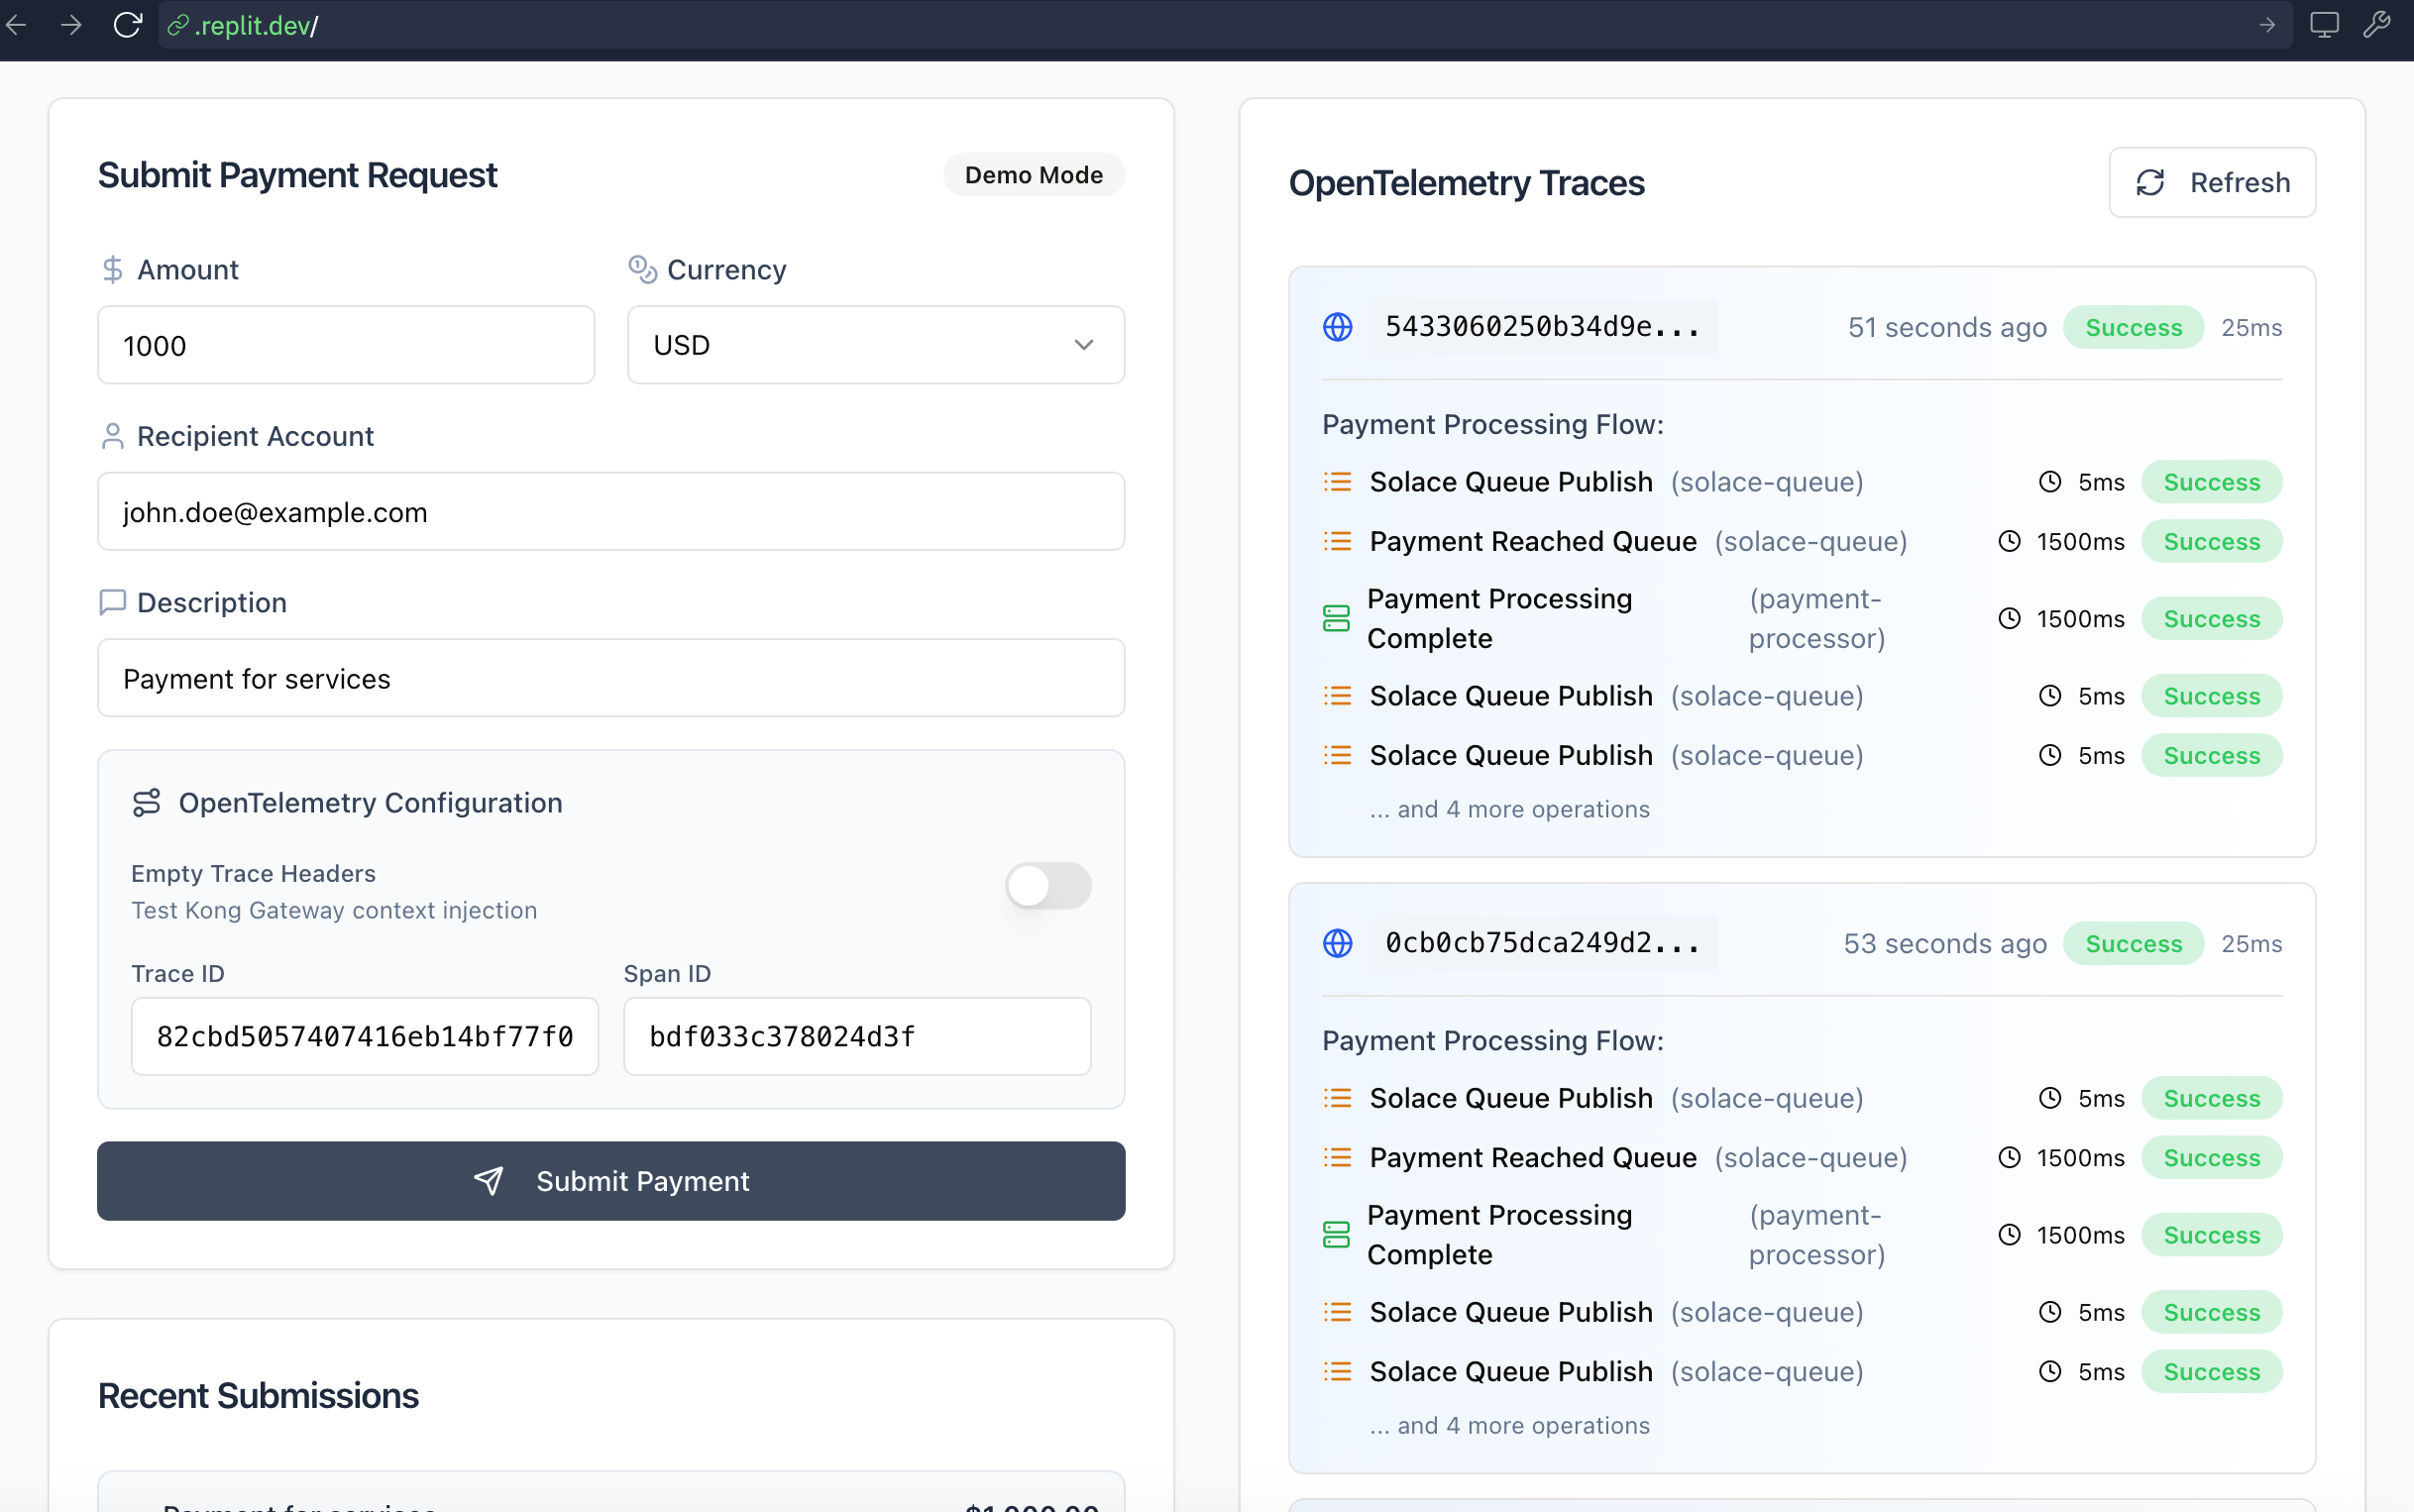 .replit.dev/
Submit Payment Request
Demo Mode
Amount
Currency
1000
USD
Recipient Account
john.doe@example.com
Description
Payment for services
OpenTelemetry Configuration
Empty Trace Headers
Test Kong Gateway context injection
Trace ID
Span ID
82cbd5057407416eb14bf77f0
bdf033c378024d3f
Submit Payment
Recent Submissions
Payment for services
$1,000.00
OpenTelemetry Traces
Refresh
5433060250b34d9e...
51 seconds ago
Success
25ms
Payment Processing Flow:
Solace Queue Publish (solace-queue) 5ms Success
Payment Reached Queue (solace-queue) 1500ms Success
Payment Processing
Complete
(payment-
processor)
1500ms Success
Solace Queue Publish (solace-queue) 5ms Success
Solace Queue Publish (solace-queue) 5ms Success
... and 4 more operations
0cb0cb75dca249d2...
53 seconds ago
Success
25ms
Payment Processing Flow:
Solace Queue Publish (solace-queue) 5ms Success
Payment Reached Queue (solace-queue) 1500ms Success
Payment Processing
Complete
(payment-
processor)
1500ms Success
Solace Queue Publish (solace-queue) 5ms Success
Solace Queue Publish (solace-queue) 5ms Success
... and 4 more operations